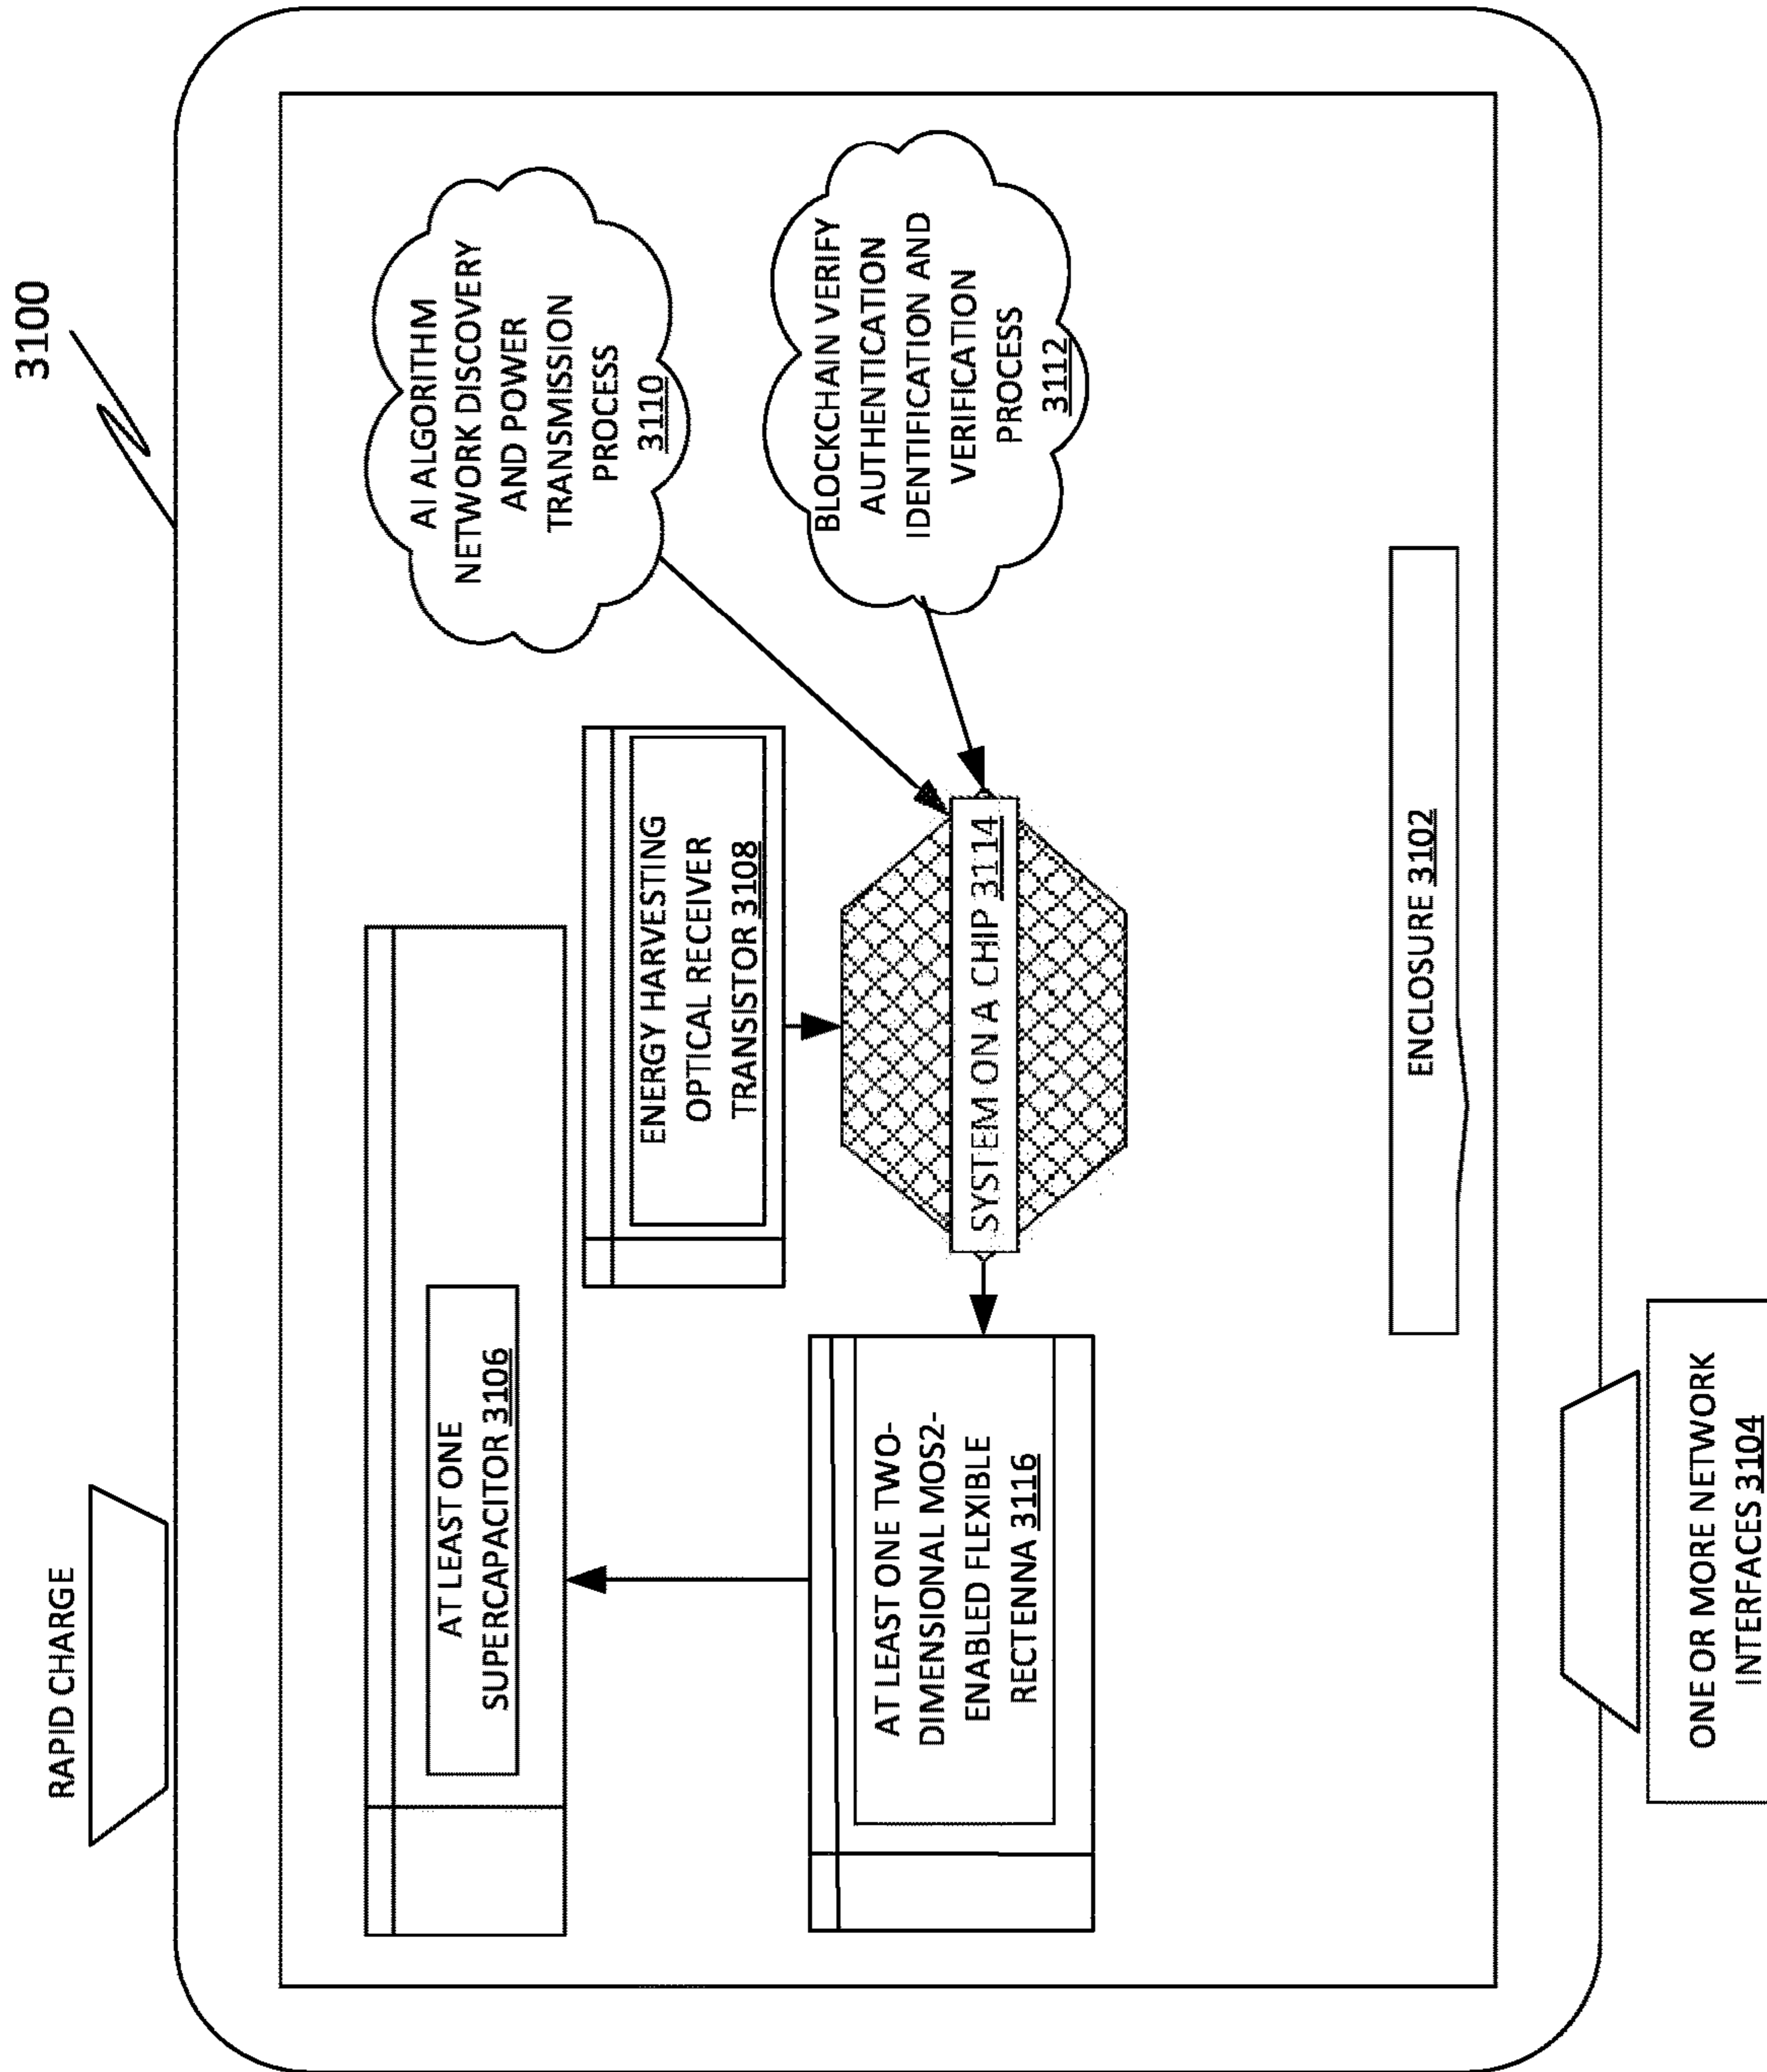 3100
RAPID CHARGE
AT LEAST ONE
SUPERCAPACITOR 3106
ENERGY HARVESTING
OPTICAL RECEIVER
TRANSISTOR 3108
AI ALGORITHM
NETWORK DISCOVERY
AND POWER
TRANSMISSION
PROCESS
3110
BLOCKCHAIN VERIFY
AUTHENTICATION
IDENTIFICATION AND
VERIFICATION
PROCESS
3112
AT LEAST ONE TWO-
DIMENSIONAL MOS2-
ENABLED FLEXIBLE
RECTENNA 3116
SYSTEM ON A CHIP 3114
ENCLOSURE 3102
ONE OR MORE NETWORK
INTERFACES 3104